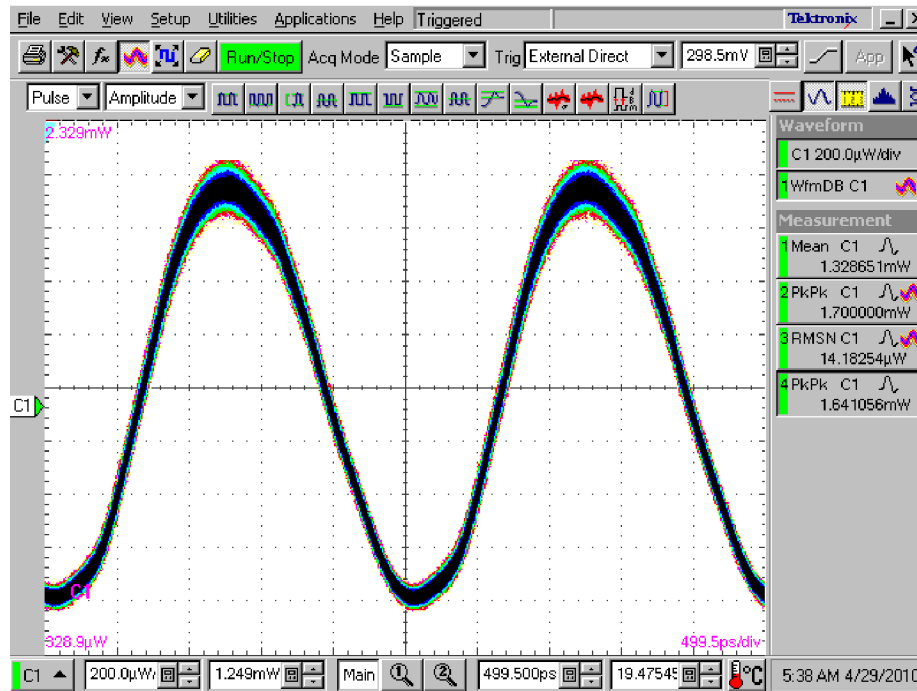 File Edit View Setup Utilities Applications Help Triggered Tektronix
Run/Stop Acq Mode Sample Trig External Direct 298.5mV App
Pulse Amplitude
2.329mW
Waveform
C1 200.0µW/div
1 WfmDB C1
Measurement
1 Mean C1
1.328651mW
2 PkPk C1
1.700000mW
3 RMSN C1
14.18254µW
4 PkPk C1
1.641056mW
C1
C1
328.9µW 499.5ps/div
C1 200.0µW/ 1.249mW Main 1 2 499.500ps 19.47545 °C 5:38 AM 4/29/2010